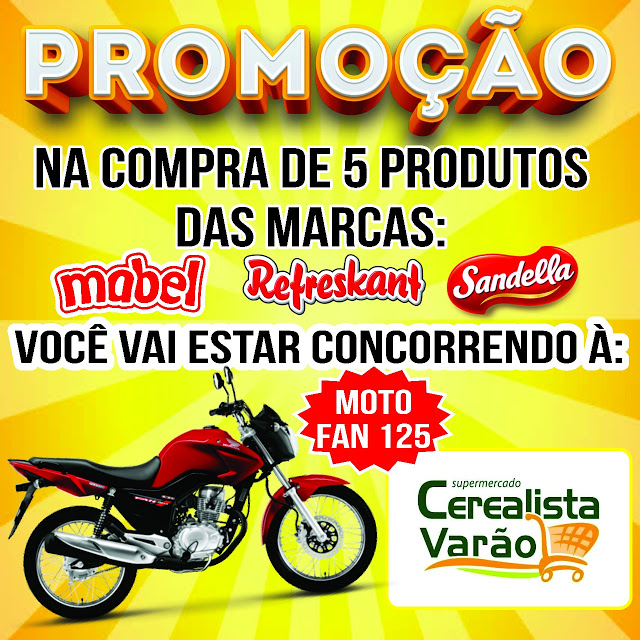 PROMOÇÃO
NA COMPRA DE 5 PRODUTOS
DAS MARCAS:
mabel Refreskant Sandella
VOCÊ VAI ESTAR CONCORRENDO À:
MOTO
FAN 125
supermercado
Cerealista
Varão